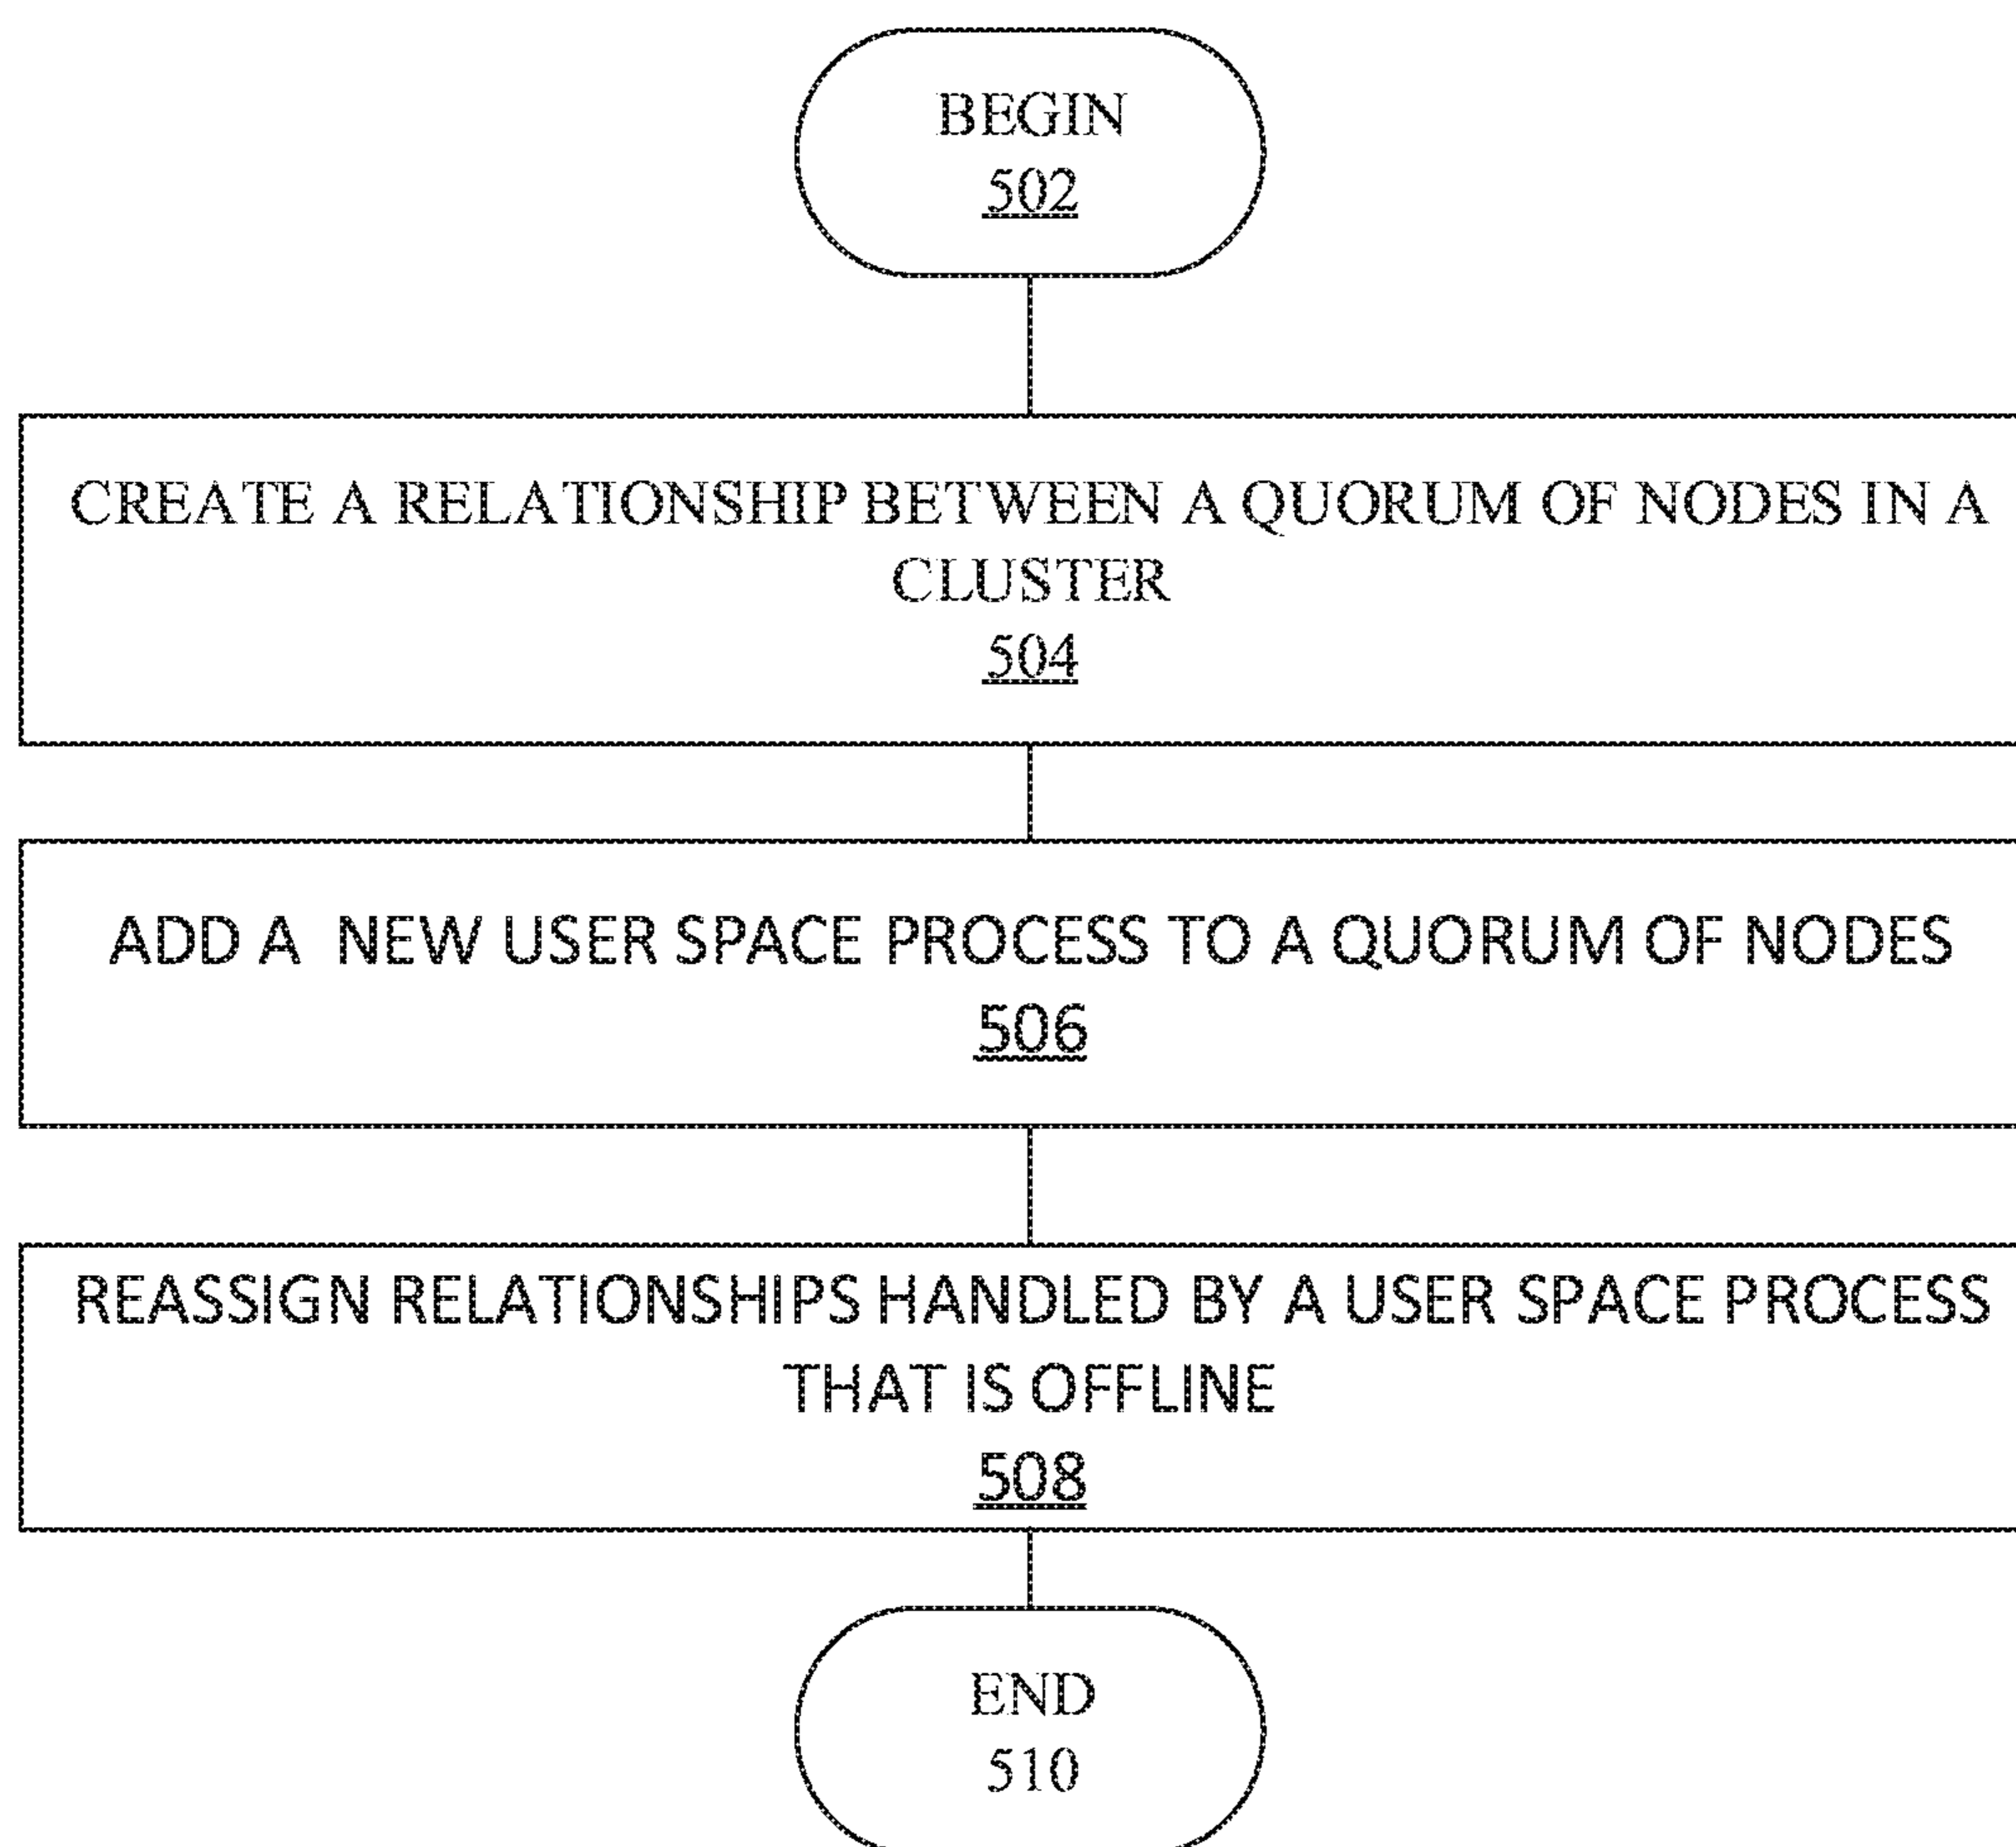 BEGIN
502
CREATE A RELATIONSHIP BETWEEN A QUORUM OF NODES IN A
CLUSTER
504
ADD A NEW USER SPACE PROCESS TO A QUORUM OF NODES
506
REASSIGN RELATIONSHIPS HANDLED BY A USER SPACE PROCESS
THAT IS OFFLINE
508
END
510